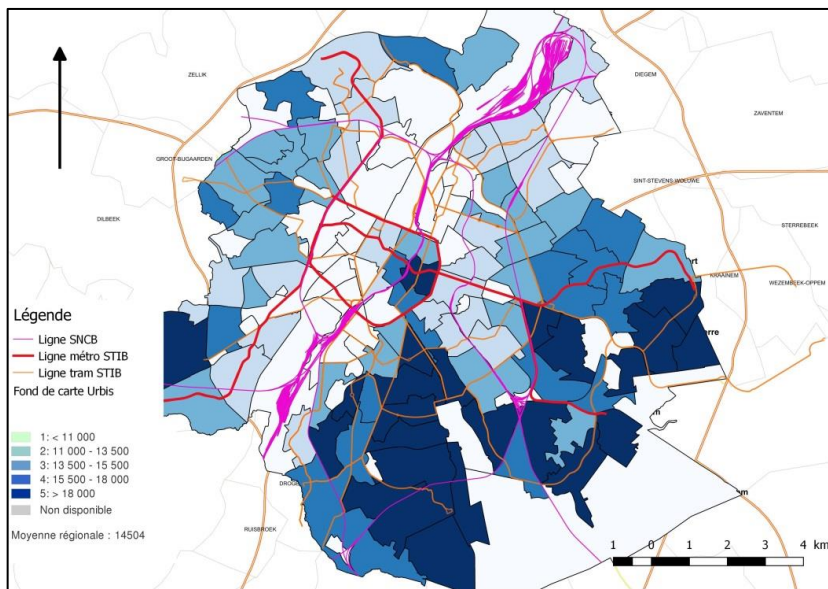 ZELLIK
DIEGEM
ZAVENTEM
GROOT-BIJGAARDEN
SINT-STEVENS-WOLUWE
DILBEEK
STERREBEEK
KRAAINEM
WEZEMBEEK-OPPEM
Légende
Ligne SNCB
Ligne métro STIB
Ligne tram STIB
Fond de carte Urbis
1: < 11 000
2: 11 000 - 13 500
3: 13 500 - 15 500
4: 15 500 - 18 000
5: > 18 000
Non disponible
Moyenne régionale : 14504
RUISBROEK
1 0 1 2 3 4 km